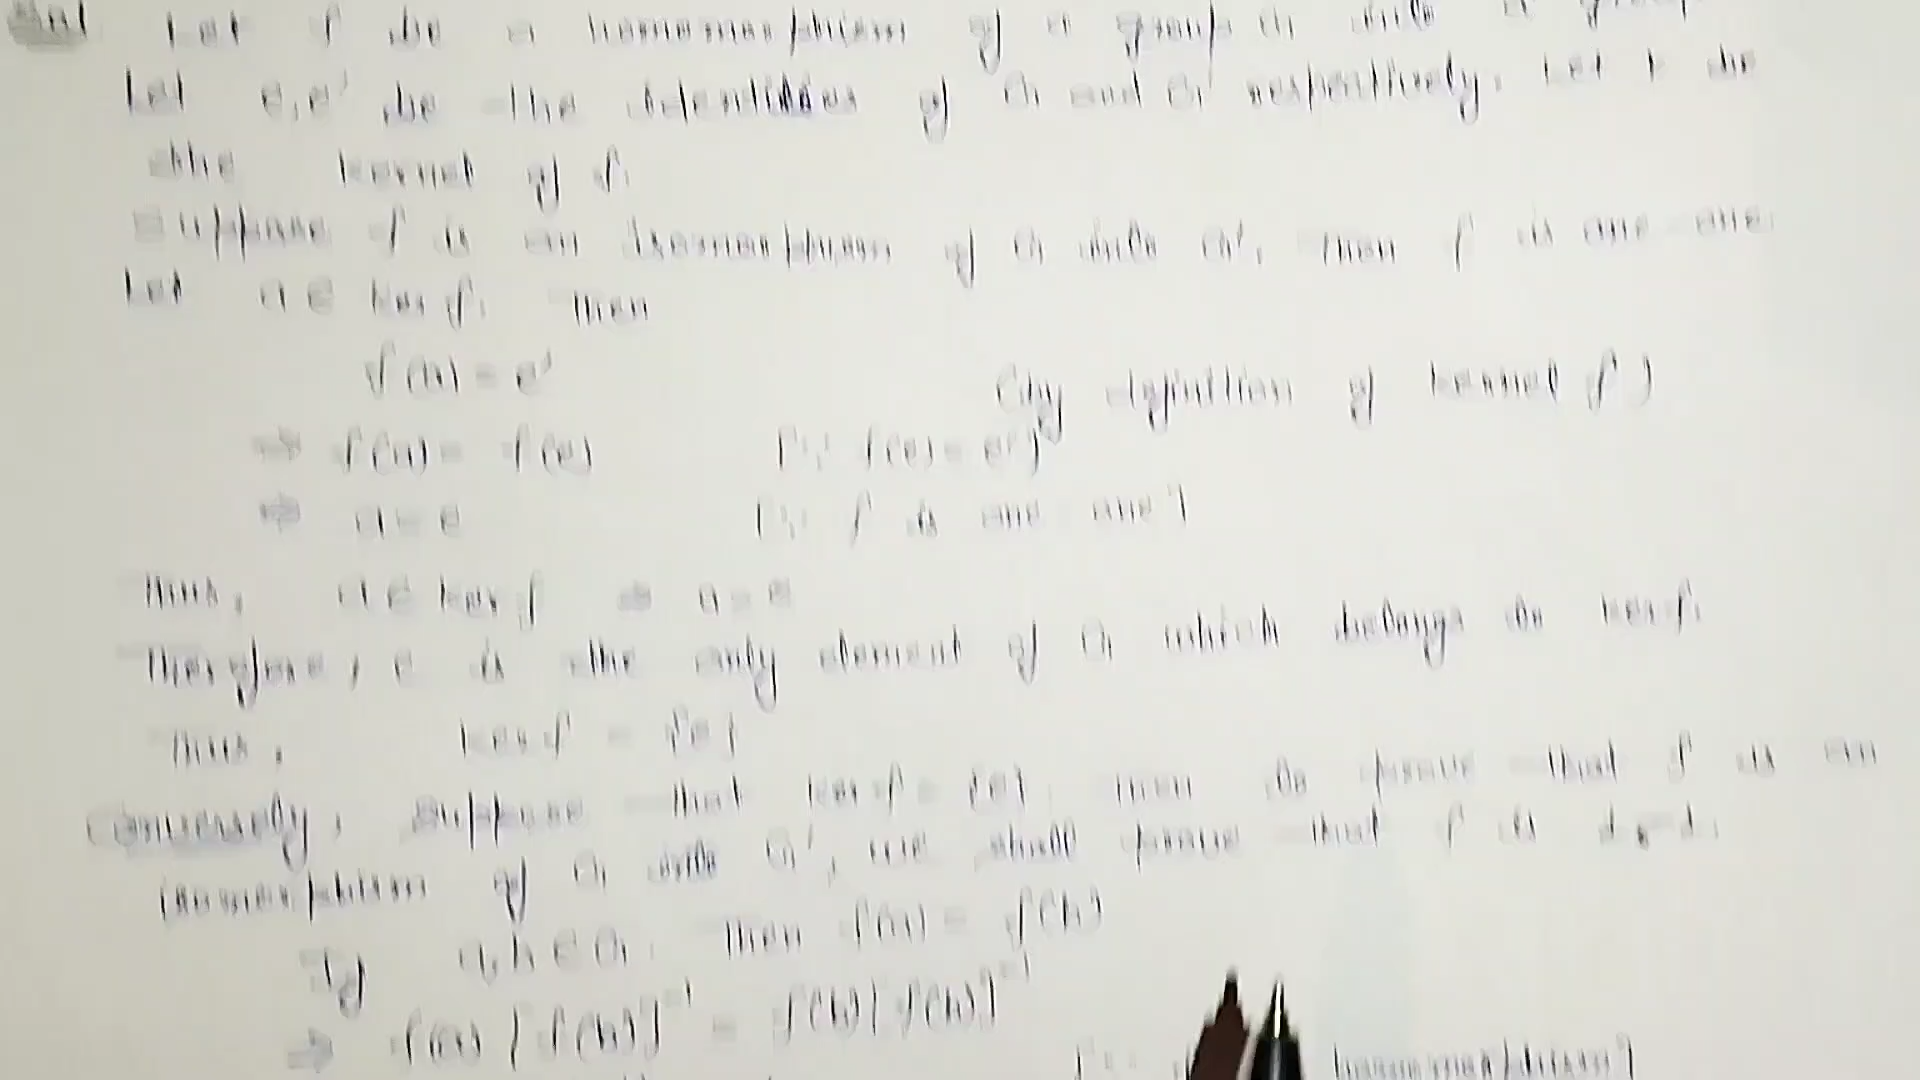 Sol Let f be a homomorphism of a group G into a group
Let e, e' be the identities of G and G' respectively. Let k be
the kernel of f.
Suppose f is an isomorphism of G into G', then f is one-one.
Let a ∈ ker f. Then
f(a) = e' (by definition of kernel f)
⇒ f(a) = f(e) [∵ f(e) = e']
⇒ a = e [∵ f is one-one]
Thus, a ∈ ker f ⇒ a = e
Therefore, e is the only element of G which belongs to ker f.
Thus, ker f = {e}
Conversely, suppose that ker f = {e}. Then to prove that f is an
isomorphism of G into G', we shall prove that f is 1-1.
If a, b ∈ G. Then f(a) = f(b)
⇒ f(a) [f(b)]⁻¹ = f(b) [f(b)]⁻¹
homomorphism]